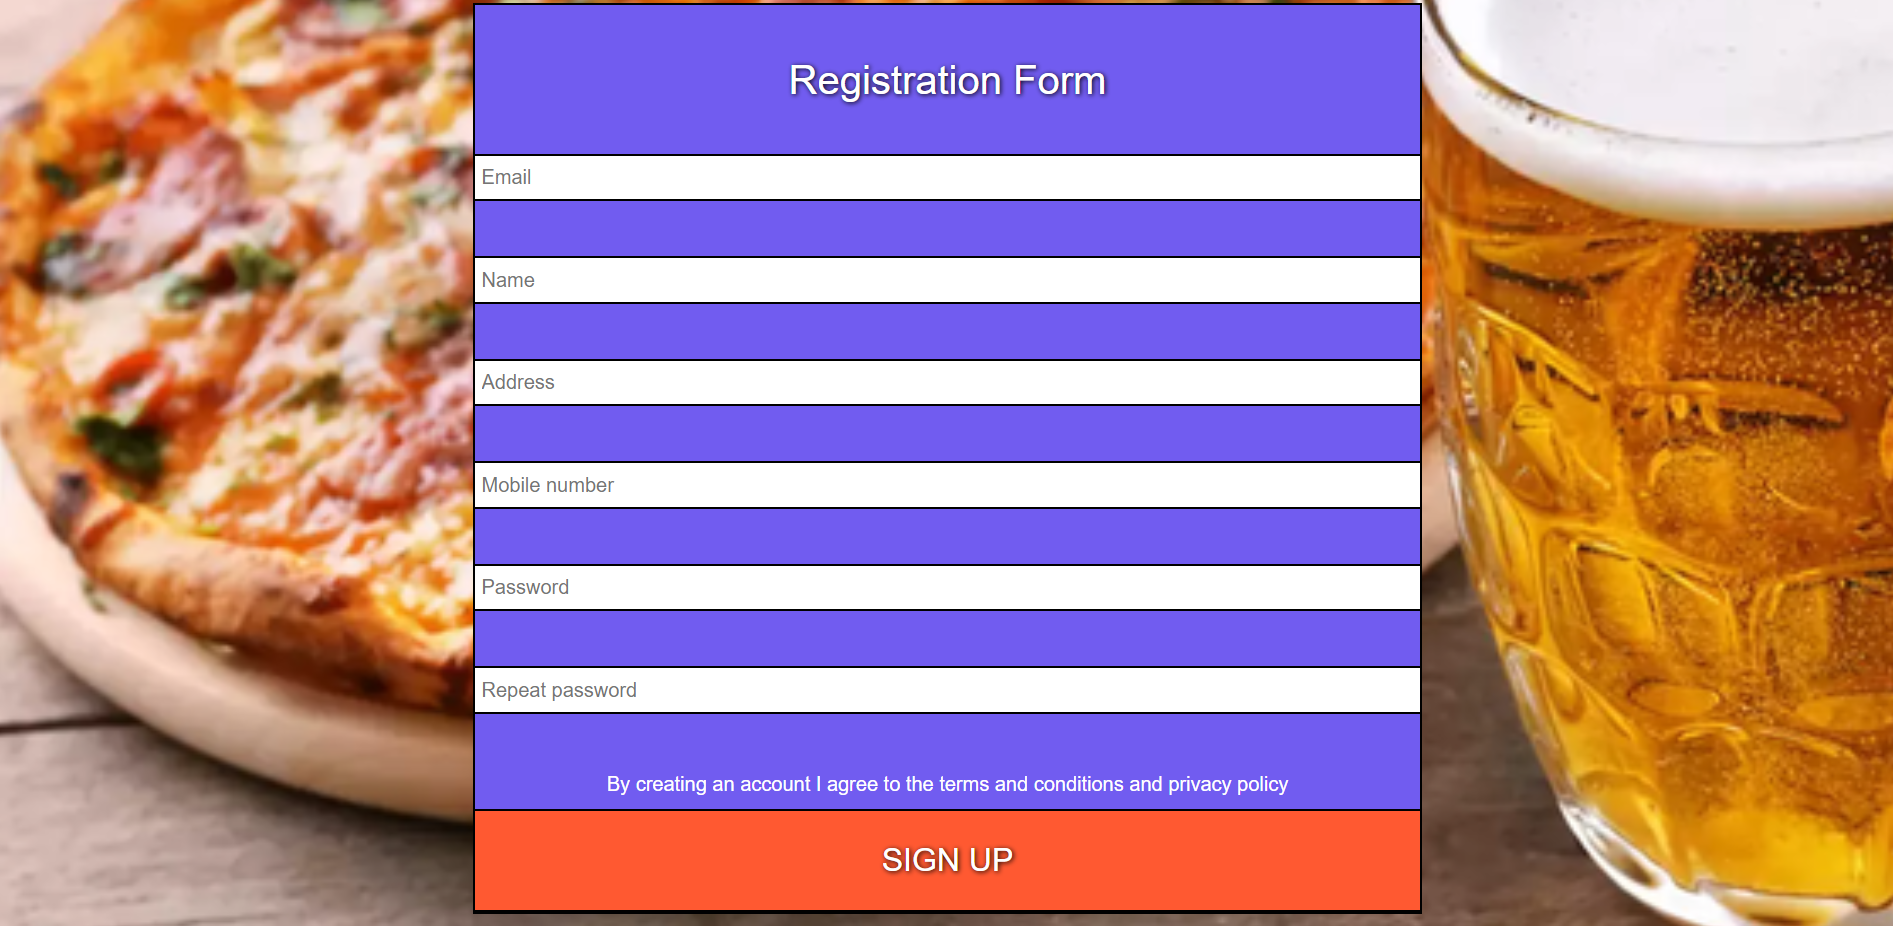 Registration Form
Email
Name
Address
Mobile number
Password
Repeat password
By creating an account I agree to the terms and conditions and privacy policy
SIGN UP